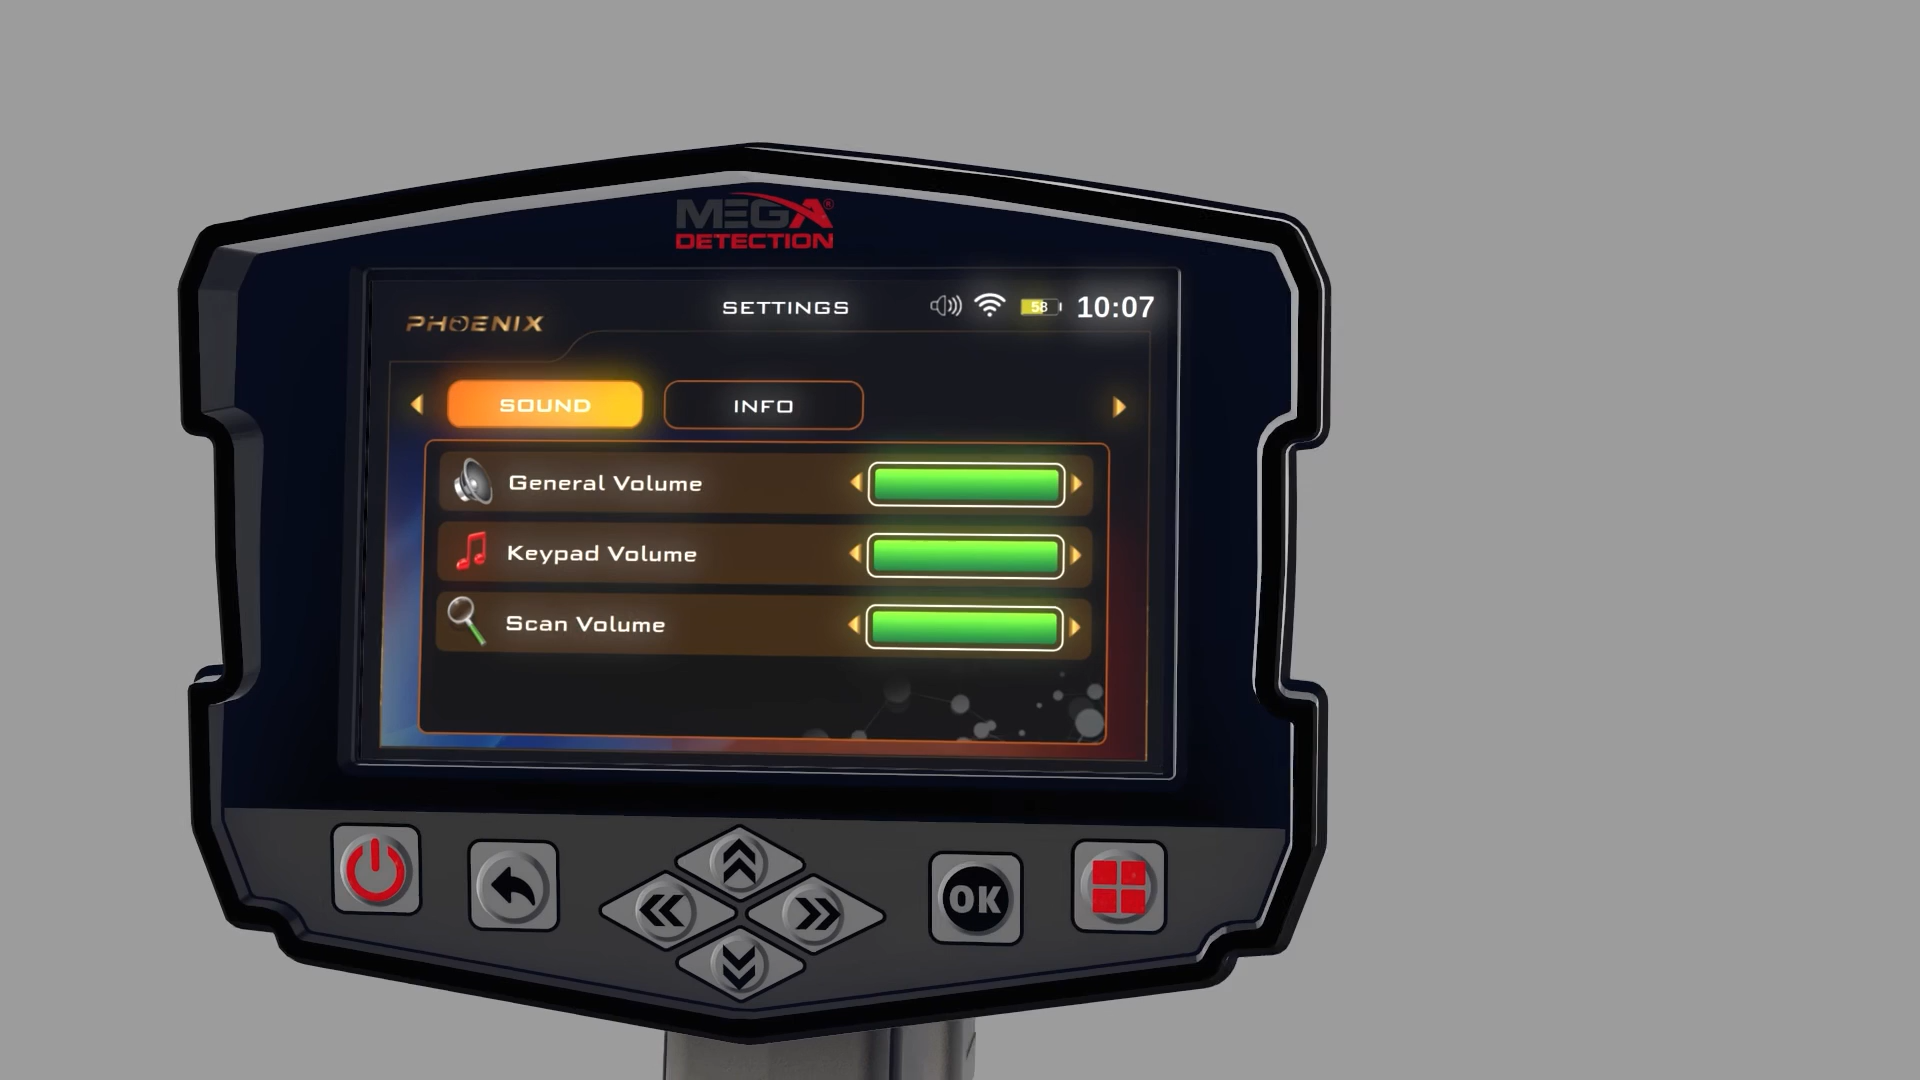 MEGA®
DETECTION
PHOENIX
SETTINGS
58
10:07
SOUND
INFO
General Volume
Keypad Volume
Scan Volume
OK